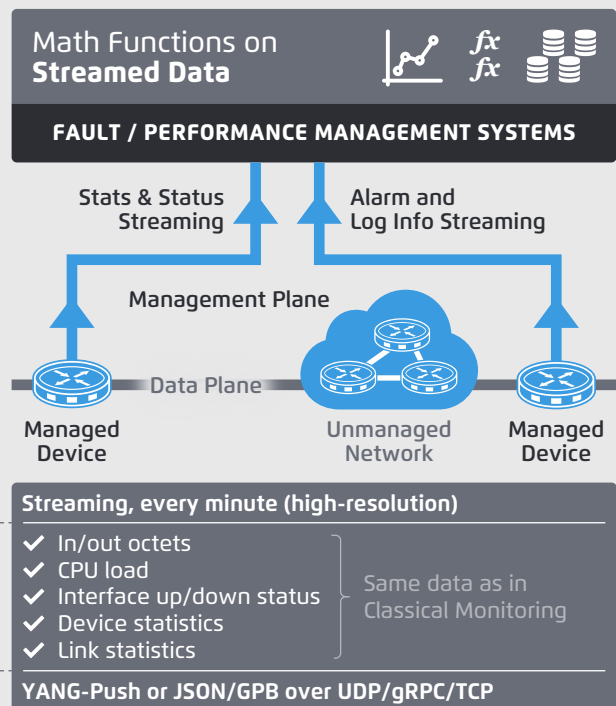 Math Functions on
Streamed Data
fx
fx
FAULT / PERFORMANCE MANAGEMENT SYSTEMS
Stats & Status
Streaming
Alarm and
Log Info Streaming
Management Plane
Data Plane
Managed
Device
Unmanaged
Network
Managed
Device
Streaming, every minute (high-resolution)
✓ In/out octets
✓ CPU load
✓ Interface up/down status
✓ Device statistics
✓ Link statistics
Same data as in
Classical Monitoring
YANG-Push or JSON/GPB over UDP/gRPC/TCP